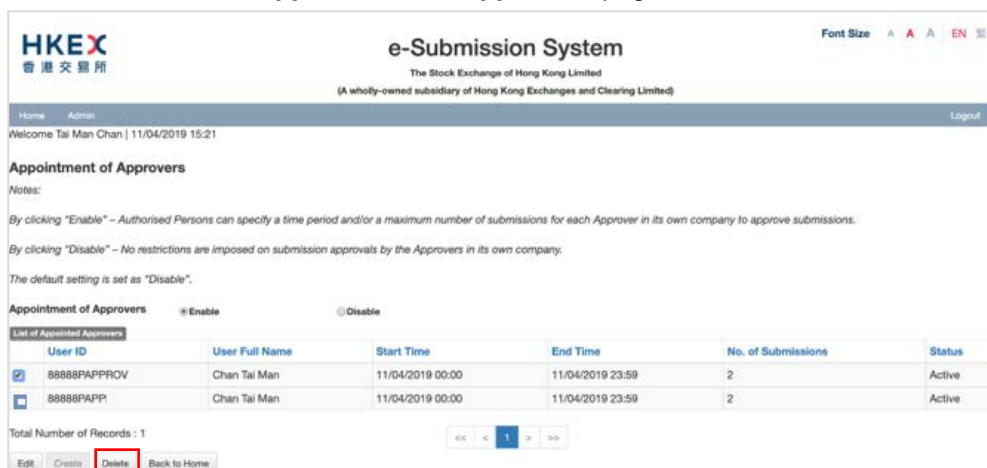 HKEX
香港交易所
e-Submission System
The Stock Exchange of Hong Kong Limited
(A wholly-owned subsidiary of Hong Kong Exchanges and Clearing Limited)
Font Size A A A EN 繁
Home Admin Logout
Welcome Tai Man Chan | 11/04/2019 15:21
Appointment of Approvers
Notes:
By clicking "Enable" – Authorised Persons can specify a time period and/or a maximum number of submissions for each Approver in its own company to approve submissions.
By clicking "Disable" – No restrictions are imposed on submission approvals by the Approvers in its own company.
The default setting is set as "Disable".
Appointment of Approvers Enable Disable
List of Appointed Approvers
User ID User Full Name Start Time End Time No. of Submissions Status
88888PAPPROV Chan Tai Man 11/04/2019 00:00 11/04/2019 23:59 2 Active
88888PAPP Chan Tai Man 11/04/2019 00:00 11/04/2019 23:59 2 Active
Total Number of Records : 1 << < 1 > >>
Edit Create Delete Back to Home